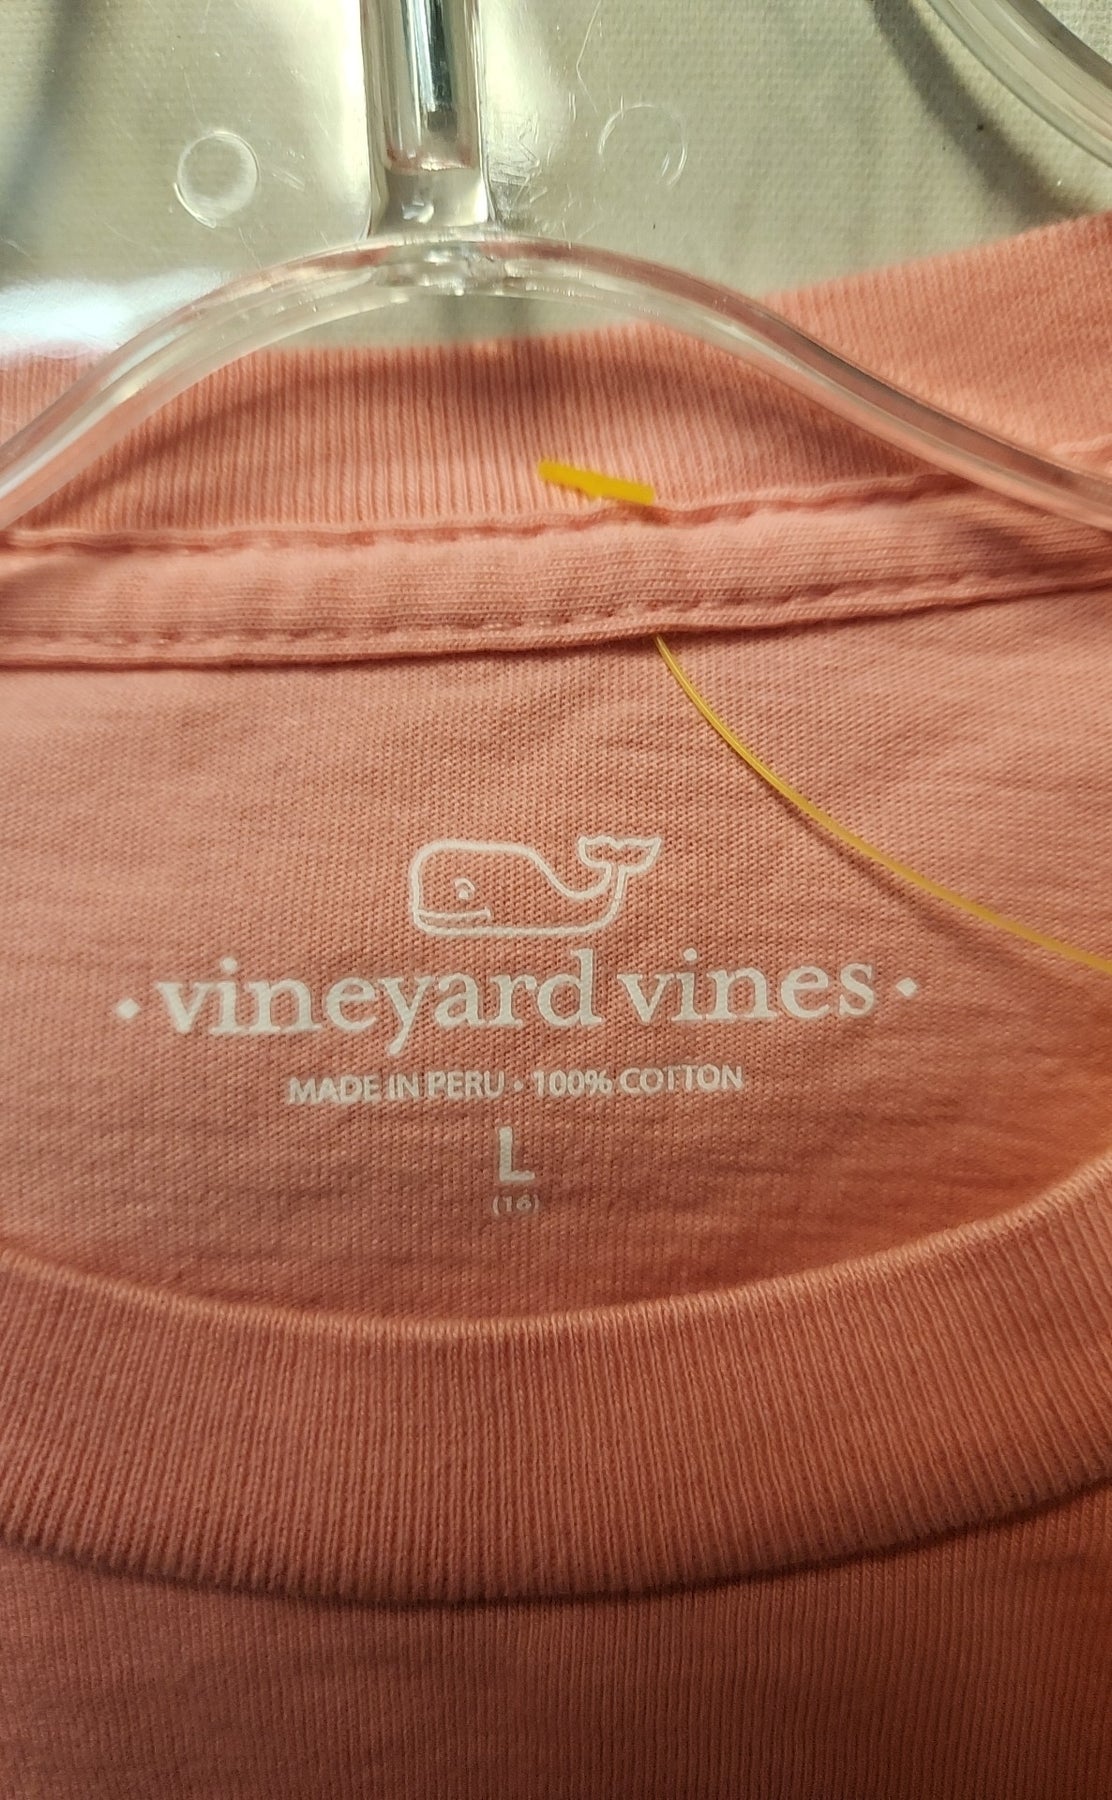 • vineyard vines •
MADE IN PERU • 100% COTTON
L
(16)